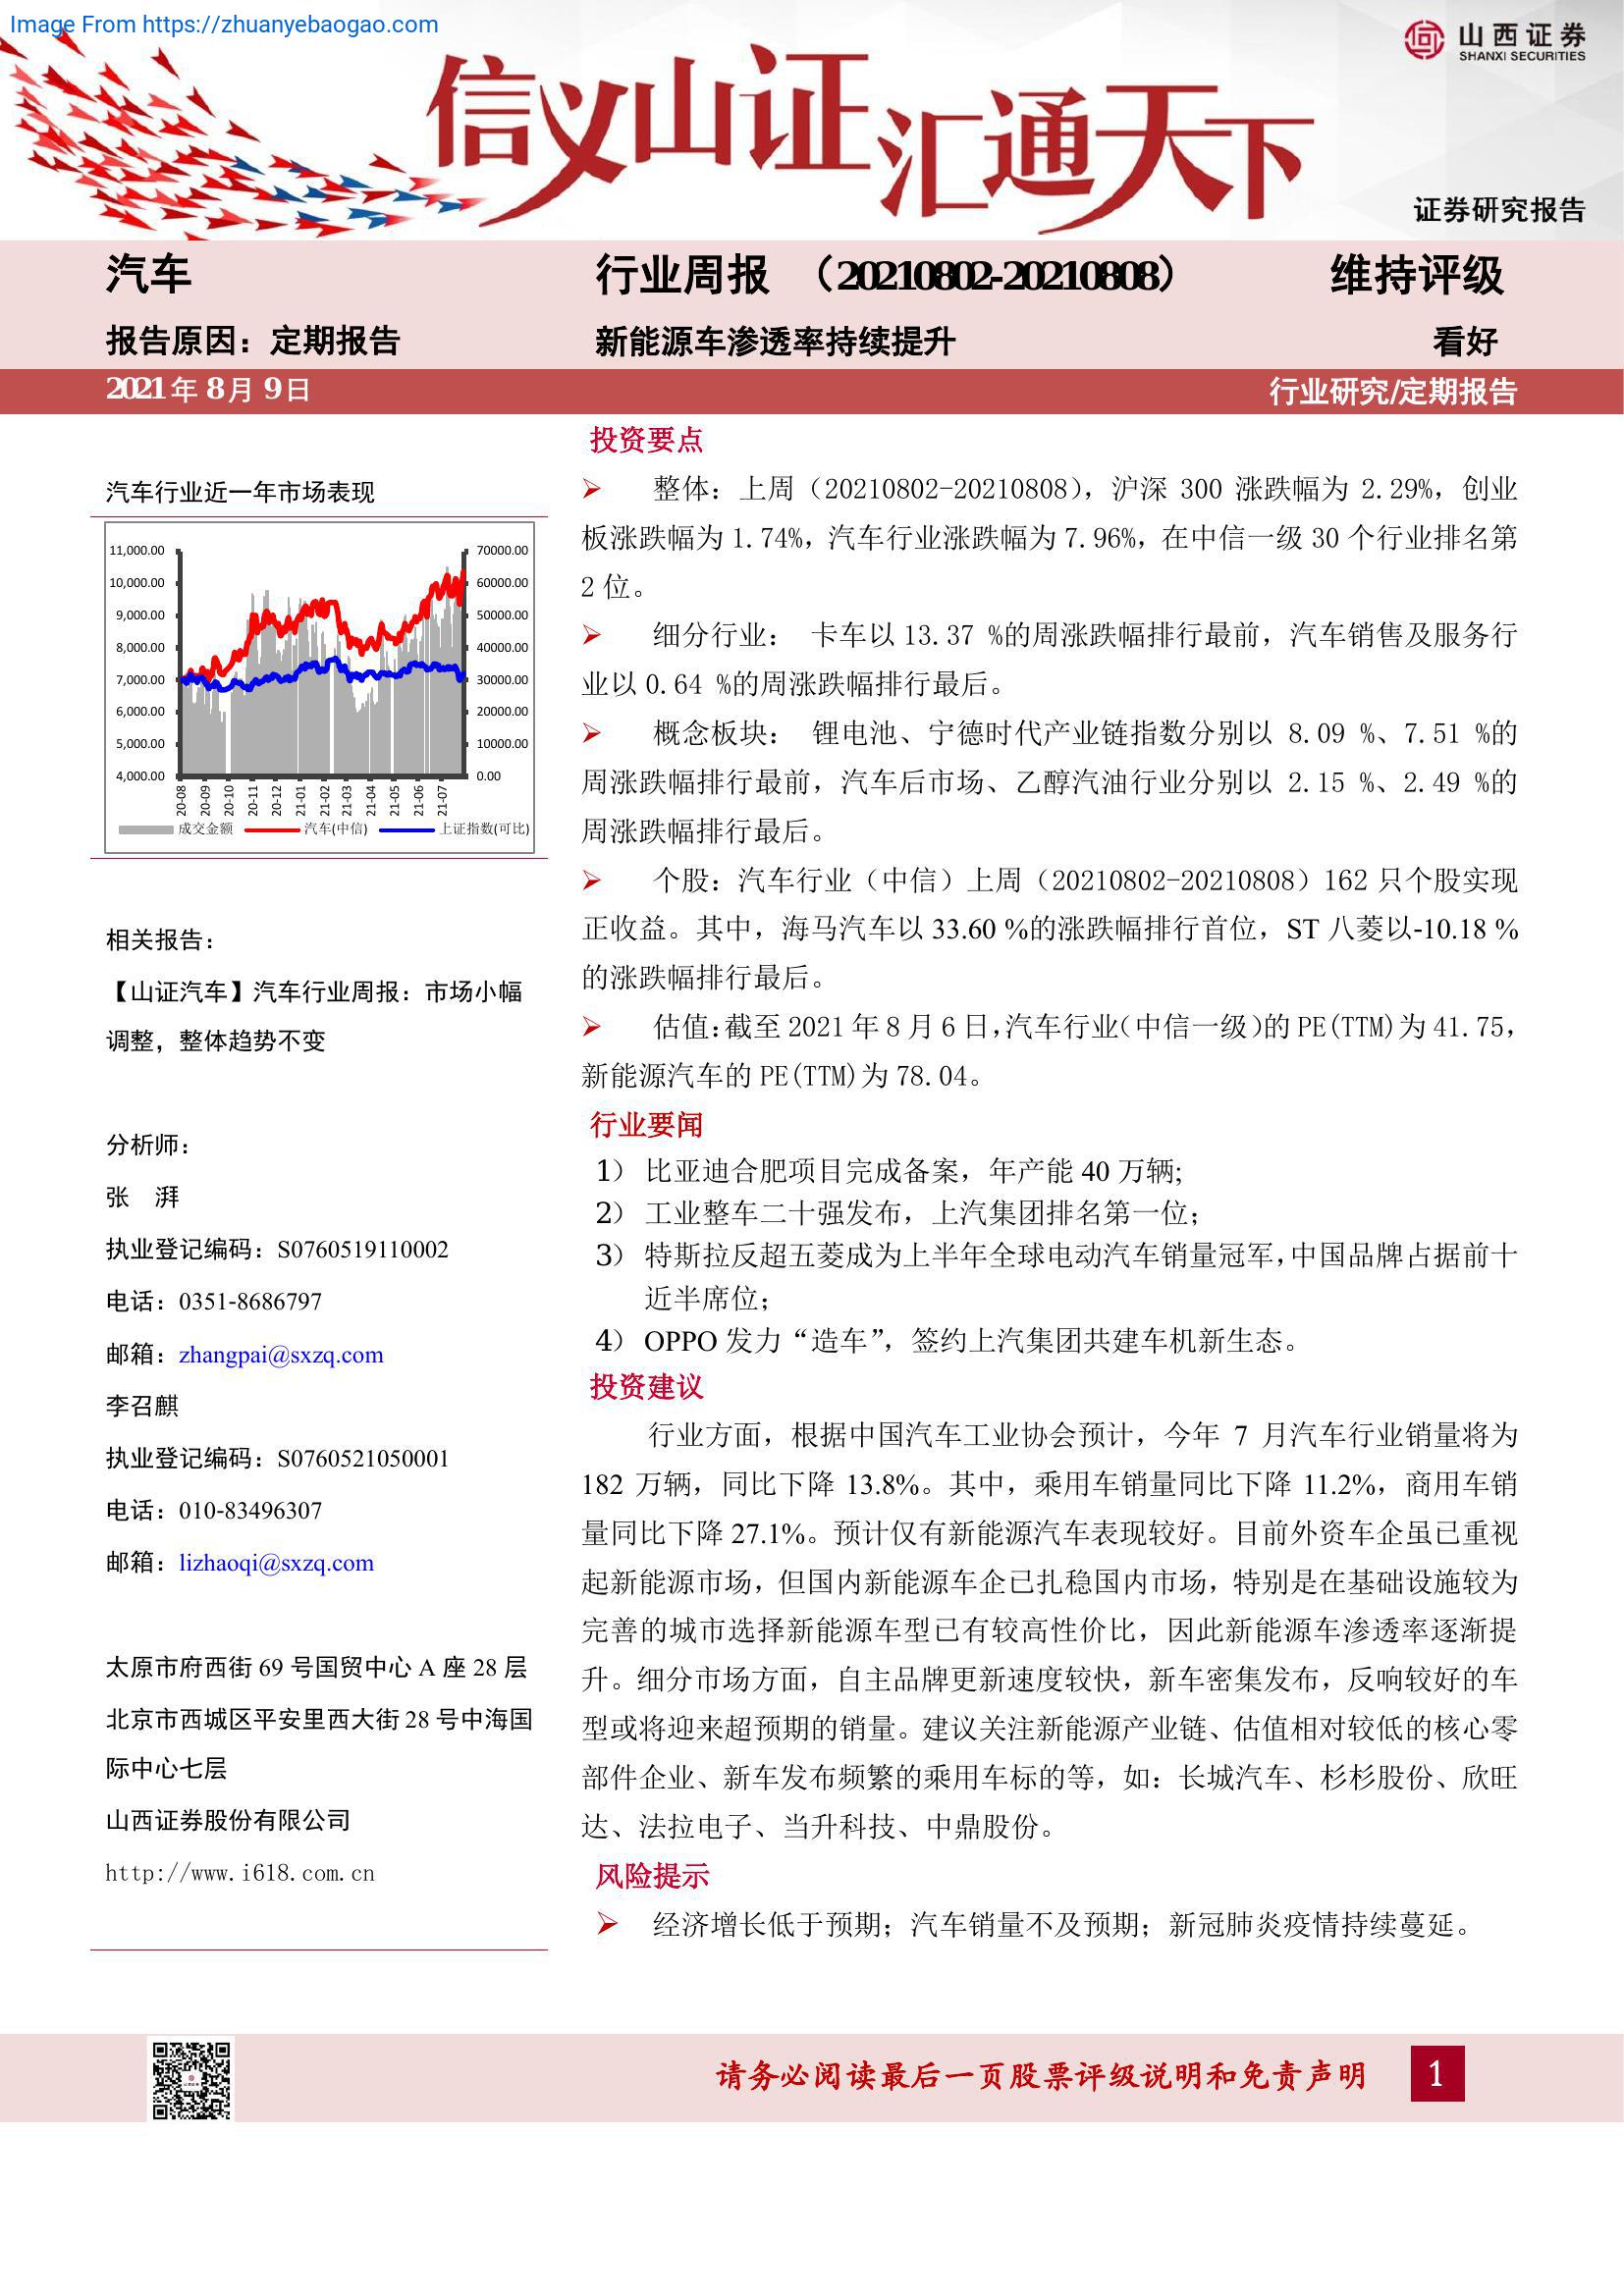 Image From https://zhuanyebaogao.com
山西证券
SHANXI SECURITIES
信义山证汇通天下
证券研究报告
汽车
行业周报 （20210802-20210808）
维持评级
报告原因：定期报告
新能源车渗透率持续提升
看好
2021 年 8 月 9 日
行业研究/定期报告
汽车行业近一年市场表现
11,000.00
10,000.00
9,000.00
8,000.00
7,000.00
6,000.00
5,000.00
4,000.00
70000.00
60000.00
50000.00
40000.00
30000.00
20000.00
10000.00
0.00
20-08
20-09
20-10
20-11
20-12
21-01
21-02
21-03
21-04
21-05
21-06
21-07
成交金额 汽车(中信) 上证指数(可比)
相关报告：
【山证汽车】汽车行业周报：市场小幅
调整，整体趋势不变
分析师：
张 湃
执业登记编码：S0760519110002
电话：0351-8686797
邮箱：zhangpai@sxzq.com
李召麒
执业登记编码：S0760521050001
电话：010-83496307
邮箱：lizhaoqi@sxzq.com
太原市府西街 69 号国贸中心 A 座 28 层
北京市西城区平安里西大街 28 号中海国
际中心七层
山西证券股份有限公司
http://www.i618.com.cn
投资要点
➢ 整体：上周（20210802-20210808），沪深 300 涨跌幅为 2.29%，创业
板涨跌幅为 1.74%，汽车行业涨跌幅为 7.96%，在中信一级 30 个行业排名第
2 位。
➢ 细分行业： 卡车以 13.37 %的周涨跌幅排行最前，汽车销售及服务行
业以 0.64 %的周涨跌幅排行最后。
➢ 概念板块： 锂电池、宁德时代产业链指数分别以 8.09 %、7.51 %的
周涨跌幅排行最前，汽车后市场、乙醇汽油行业分别以 2.15 %、2.49 %的
周涨跌幅排行最后。
➢ 个股：汽车行业（中信）上周（20210802-20210808）162 只个股实现
正收益。其中，海马汽车以 33.60 %的涨跌幅排行首位，ST 八菱以-10.18 %
的涨跌幅排行最后。
➢ 估值：截至 2021 年 8 月 6 日，汽车行业（中信一级）的 PE(TTM)为 41.75，
新能源汽车的 PE(TTM)为 78.04。
行业要闻
1） 比亚迪合肥项目完成备案，年产能 40 万辆;
2） 工业整车二十强发布，上汽集团排名第一位；
3） 特斯拉反超五菱成为上半年全球电动汽车销量冠军，中国品牌占据前十
近半席位；
4） OPPO 发力“造车”，签约上汽集团共建车机新生态。
投资建议
行业方面，根据中国汽车工业协会预计，今年 7 月汽车行业销量将为
182 万辆，同比下降 13.8%。其中，乘用车销量同比下降 11.2%，商用车销
量同比下降 27.1%。预计仅有新能源汽车表现较好。目前外资车企虽已重视
起新能源市场，但国内新能源车企已扎稳国内市场，特别是在基础设施较为
完善的城市选择新能源车型已有较高性价比，因此新能源车渗透率逐渐提
升。细分市场方面，自主品牌更新速度较快，新车密集发布，反响较好的车
型或将迎来超预期的销量。建议关注新能源产业链、估值相对较低的核心零
部件企业、新车发布频繁的乘用车标的等，如：长城汽车、杉杉股份、欣旺
达、法拉电子、当升科技、中鼎股份。
风险提示
➢ 经济增长低于预期；汽车销量不及预期；新冠肺炎疫情持续蔓延。
请务必阅读最后一页股票评级说明和免责声明
1